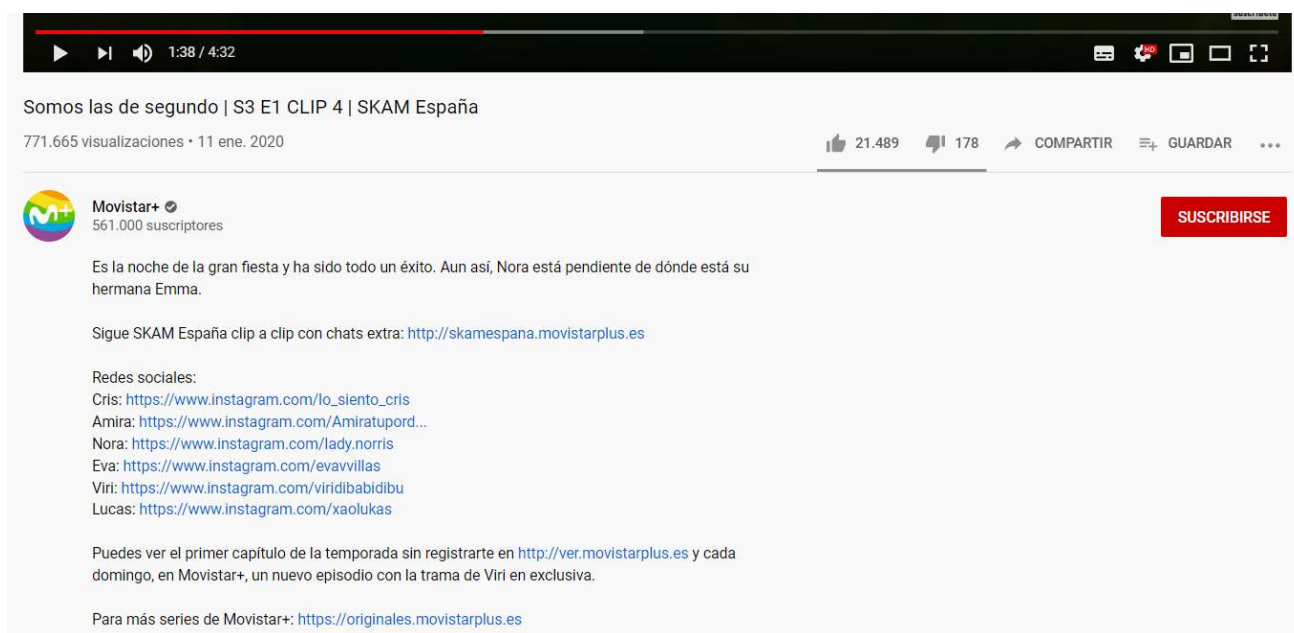 1:38 / 4:32
HD
Somos las de segundo | S3 E1 CLIP 4 | SKAM España
771.665 visualizaciones • 11 ene. 2020
21.489
178
COMPARTIR
GUARDAR
Movistar+
561.000 suscriptores
SUSCRIBIRSE
Es la noche de la gran fiesta y ha sido todo un éxito. Aun así, Nora está pendiente de dónde está su
hermana Emma.
Sigue SKAM España clip a clip con chats extra: http://skamespana.movistarplus.es
Redes sociales:
Cris: https://www.instagram.com/lo_siento_cris
Amira: https://www.instagram.com/Amiratupord...
Nora: https://www.instagram.com/lady.norris
Eva: https://www.instagram.com/evavvillas
Viri: https://www.instagram.com/viridibabidibu
Lucas: https://www.instagram.com/xaolukas
Puedes ver el primer capítulo de la temporada sin registrarte en http://ver.movistarplus.es y cada
domingo, en Movistar+, un nuevo episodio con la trama de Viri en exclusiva.
Para más series de Movistar+: https://originales.movistarplus.es